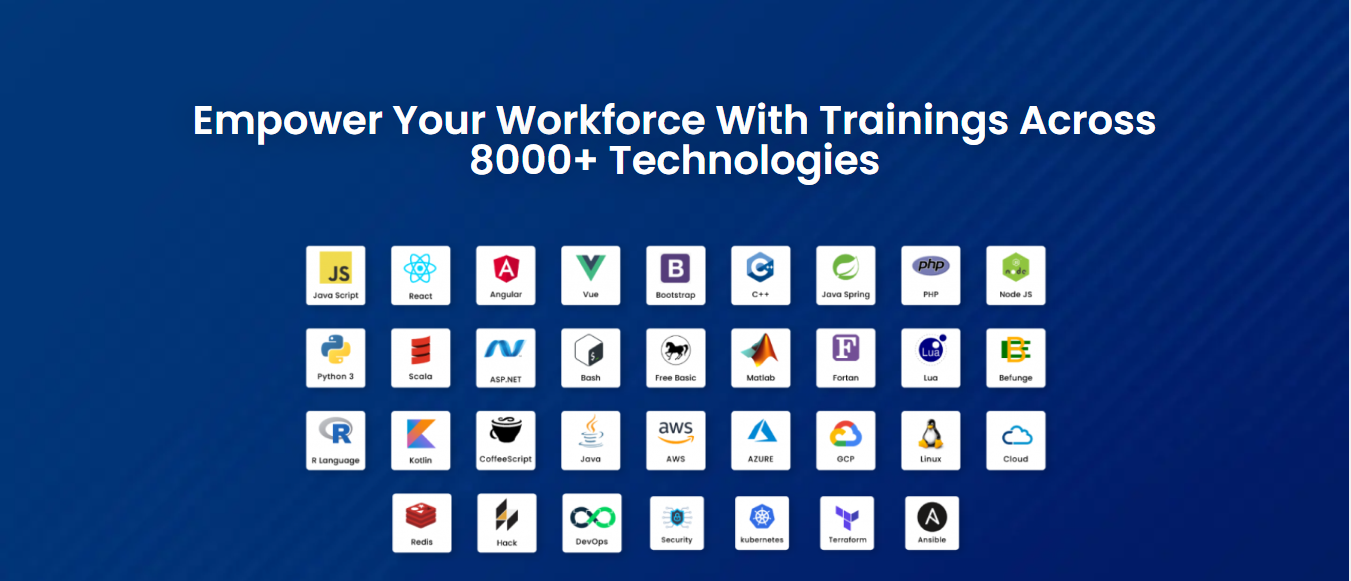 Empower Your Workforce With Trainings Across
8000+ Technologies
JS
Java Script
React
A
Angular
Vue
B
Bootstrap
C++
Java Spring
php
PHP
node
Node JS
Python 3
Scala
ASP.NET
$
Bash
Free Basic
Matlab
F
Fortan
Lua
Lua
BE
Befunge
R
R Language
Kotlin
CoffeeScript
Java
aws
AWS
AZURE
GCP
Linux
Cloud
Redis
Hack
DevOps
Security
kubernetes
Terraform
A
Ansible